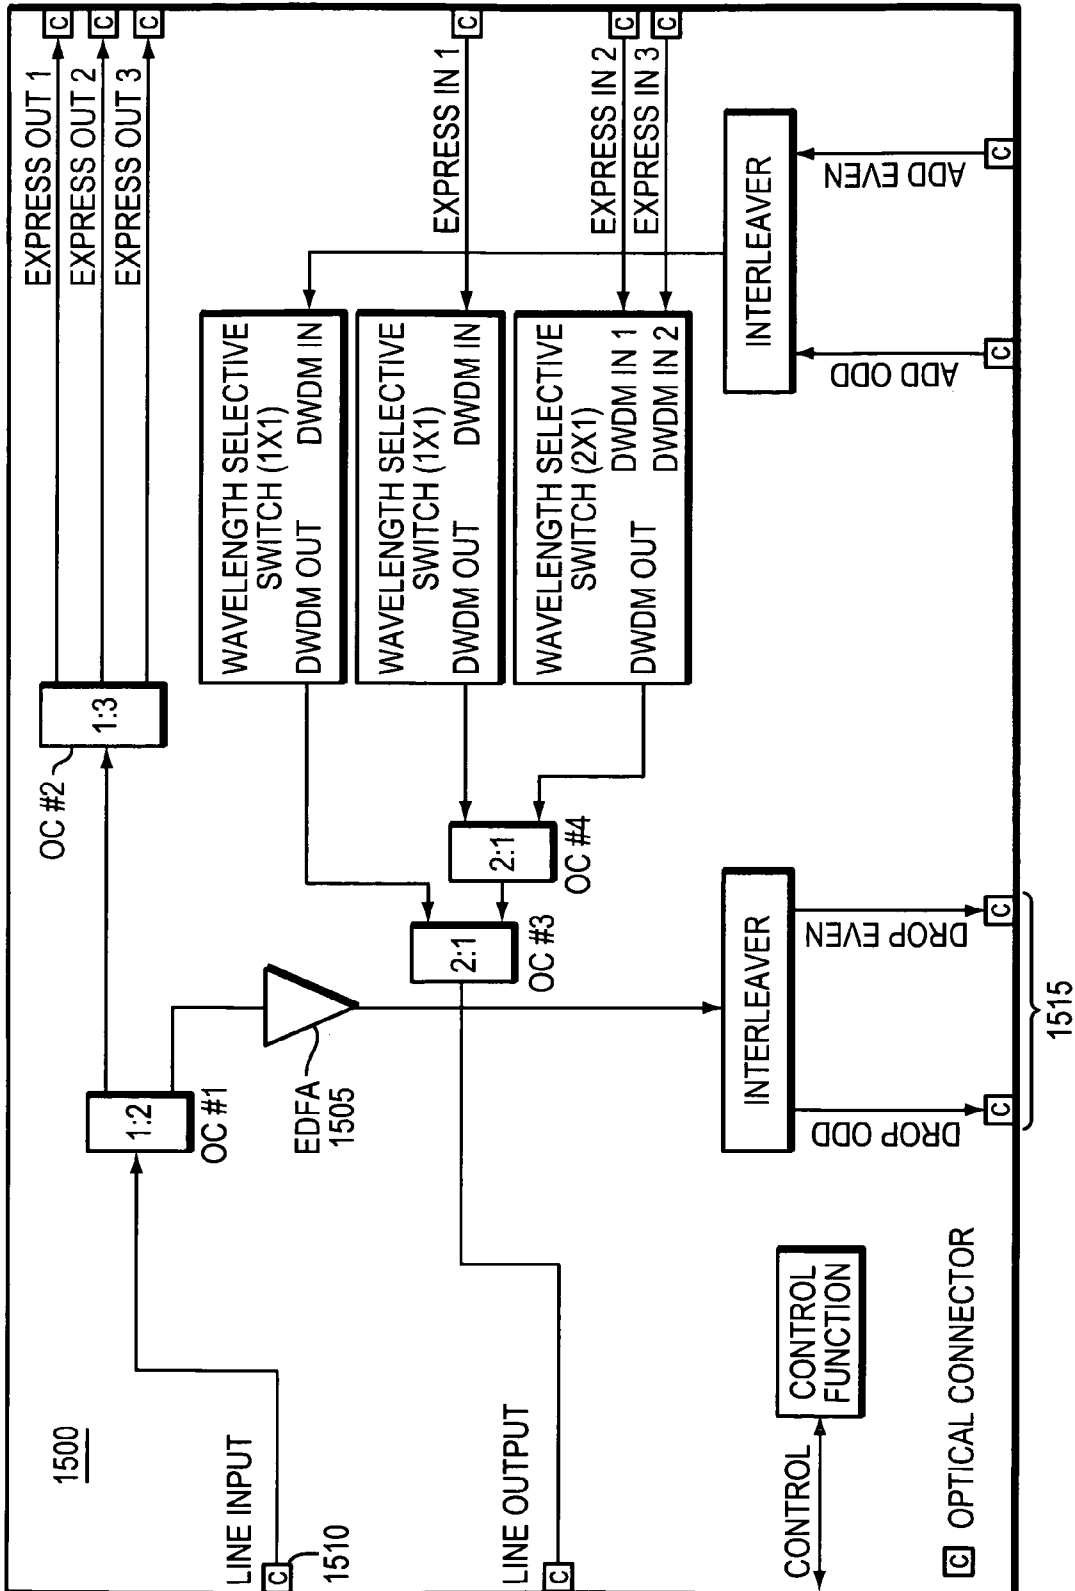 1500
LINE INPUT
C
1510
1:2
OC #1
OC #2
1:3
EXPRESS OUT 1
EXPRESS OUT 2
EXPRESS OUT 3
C
C
C
EDFA
1505
WAVELENGTH SELECTIVE
SWITCH (1X1)
DWDM OUT DWDM IN
WAVELENGTH SELECTIVE
SWITCH (1X1)
DWDM OUT DWDM IN
WAVELENGTH SELECTIVE
SWITCH (2X1)
DWDM IN 1
DWDM OUT DWDM IN 2
EXPRESS IN 1
C
EXPRESS IN 2
EXPRESS IN 3
C
C
2:1
OC #3
2:1
OC #4
LINE OUTPUT
C
INTERLEAVER
DROP ODD
DROP EVEN
C
C
1515
INTERLEAVER
ADD ODD
ADD EVEN
C
C
CONTROL
CONTROL
FUNCTION
C OPTICAL CONNECTOR